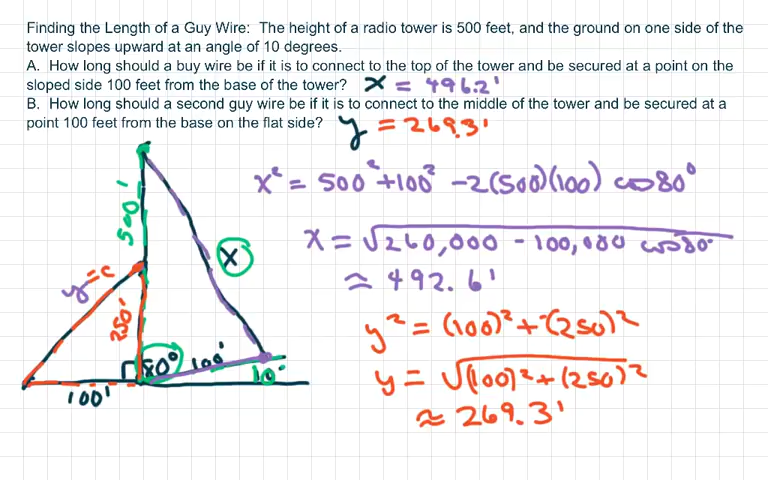 Finding the Length of a Guy Wire:  The height of a radio tower is 500 feet, and the ground on one side of the
tower slopes upward at an angle of 10 degrees.
A.  How long should a buy wire be if it is to connect to the top of the tower and be secured at a point on the
sloped side 100 feet from the base of the tower?  x = 496.2'
B.  How long should a second guy wire be if it is to connect to the middle of the tower and be secured at a
point 100 feet from the base on the flat side?  y = 269.3'
x² = 500² + 100² - 2(500)(100) cos80°
500'
x = √260,000 - 100,000 cos80°
x
≈ 492.6'
y = c
250'
y² = (100)² + (250)²
80°
100'
10°
y = √(100)² + (250)²
100'
≈ 269.3'